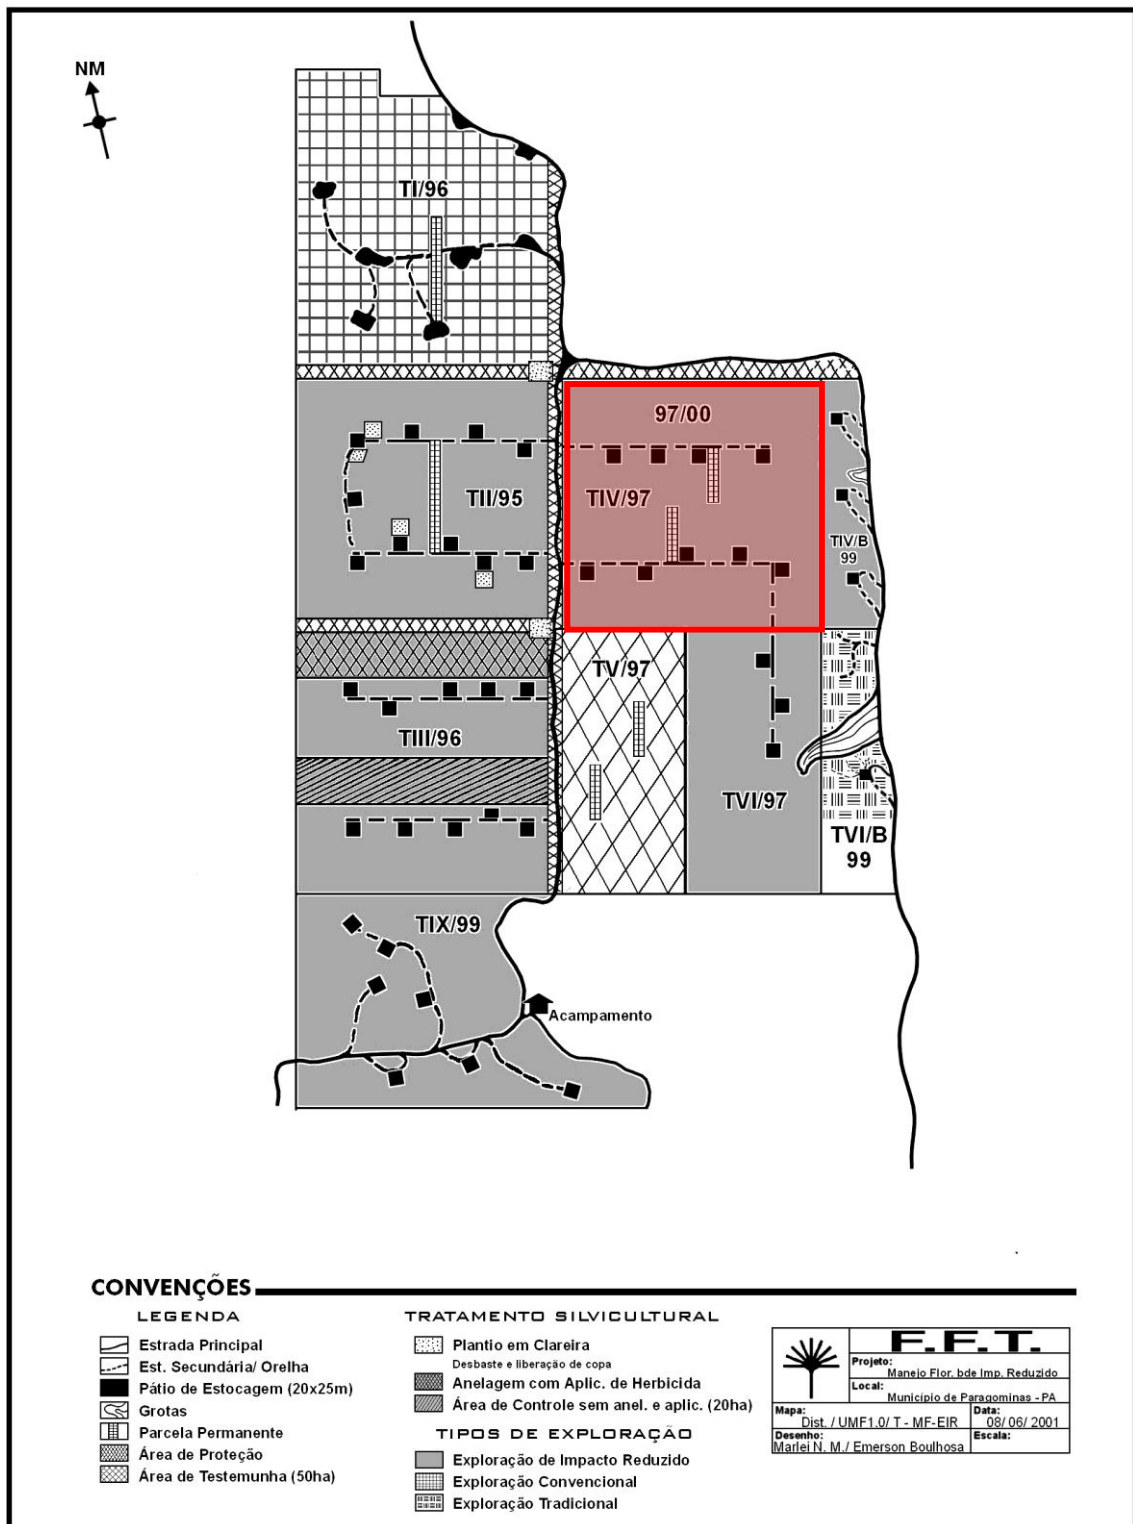 NM
TI/96
97/00
TII/95
TIV/97
TIV/B
99
TV/97
TIII/96
TVI/97
TVI/B
99
TIX/99
Acampamento
CONVENÇÕES
LEGENDA
Estrada Principal
Est. Secundária/ Orelha
Pátio de Estocagem (20x25m)
Grotas
Parcela Permanente
Área de Proteção
Área de Testemunha (50ha)
TRATAMENTO SILVICULTURAL
Plantio em Clareira
Desbaste e liberação de copa
Anelagem com Aplic. de Herbicida
Área de Controle sem anel. e aplic. (20ha)
TIPOS DE EXPLORAÇÃO
Exploração de Impacto Reduzido
Exploração Convencional
Exploração Tradicional
F.F.T.
Projeto:
Manejo Flor. bde Imp. Reduzido
Local:
Município de Paragominas - PA
Mapa:
Dist. / UMF1.0/ T - MF-EIR
Data:
08/ 06/ 2001
Desenho:
Marlei N. M./ Emerson Boulhosa
Escala: